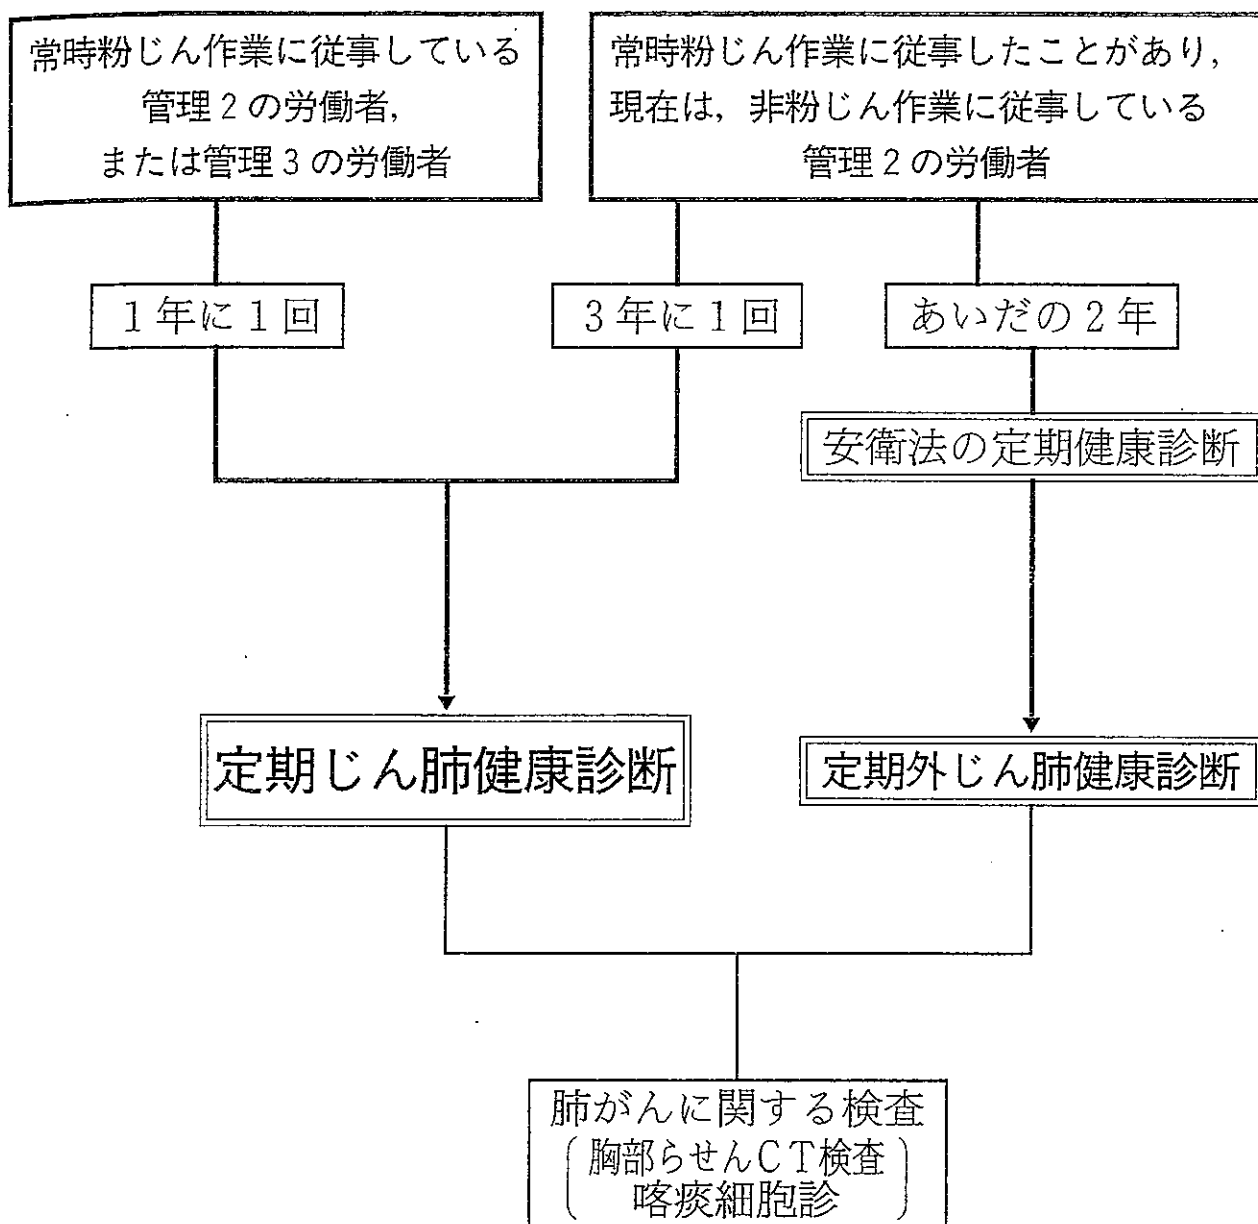 常時粉じん作業に従事している
管理2の労働者,
または管理3の労働者
常時粉じん作業に従事したことがあり,
現在は, 非粉じん作業に従事している
管理2の労働者
1年に1回
3年に1回
あいだの2年
安衛法の定期健康診断
定期じん肺健康診断
定期外じん肺健康診断
肺がんに関する検査
胸部らせんCT検査
喀痰細胞診